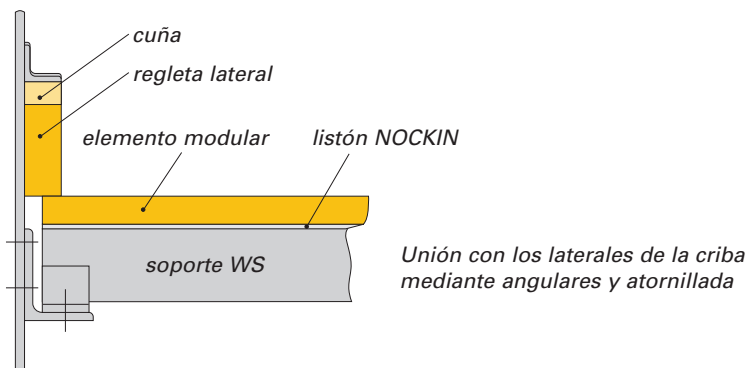 cuña
regleta lateral
elemento modular
listón NOCKIN
soporte WS
Unión con los laterales de la criba
mediante angulares y atornillada